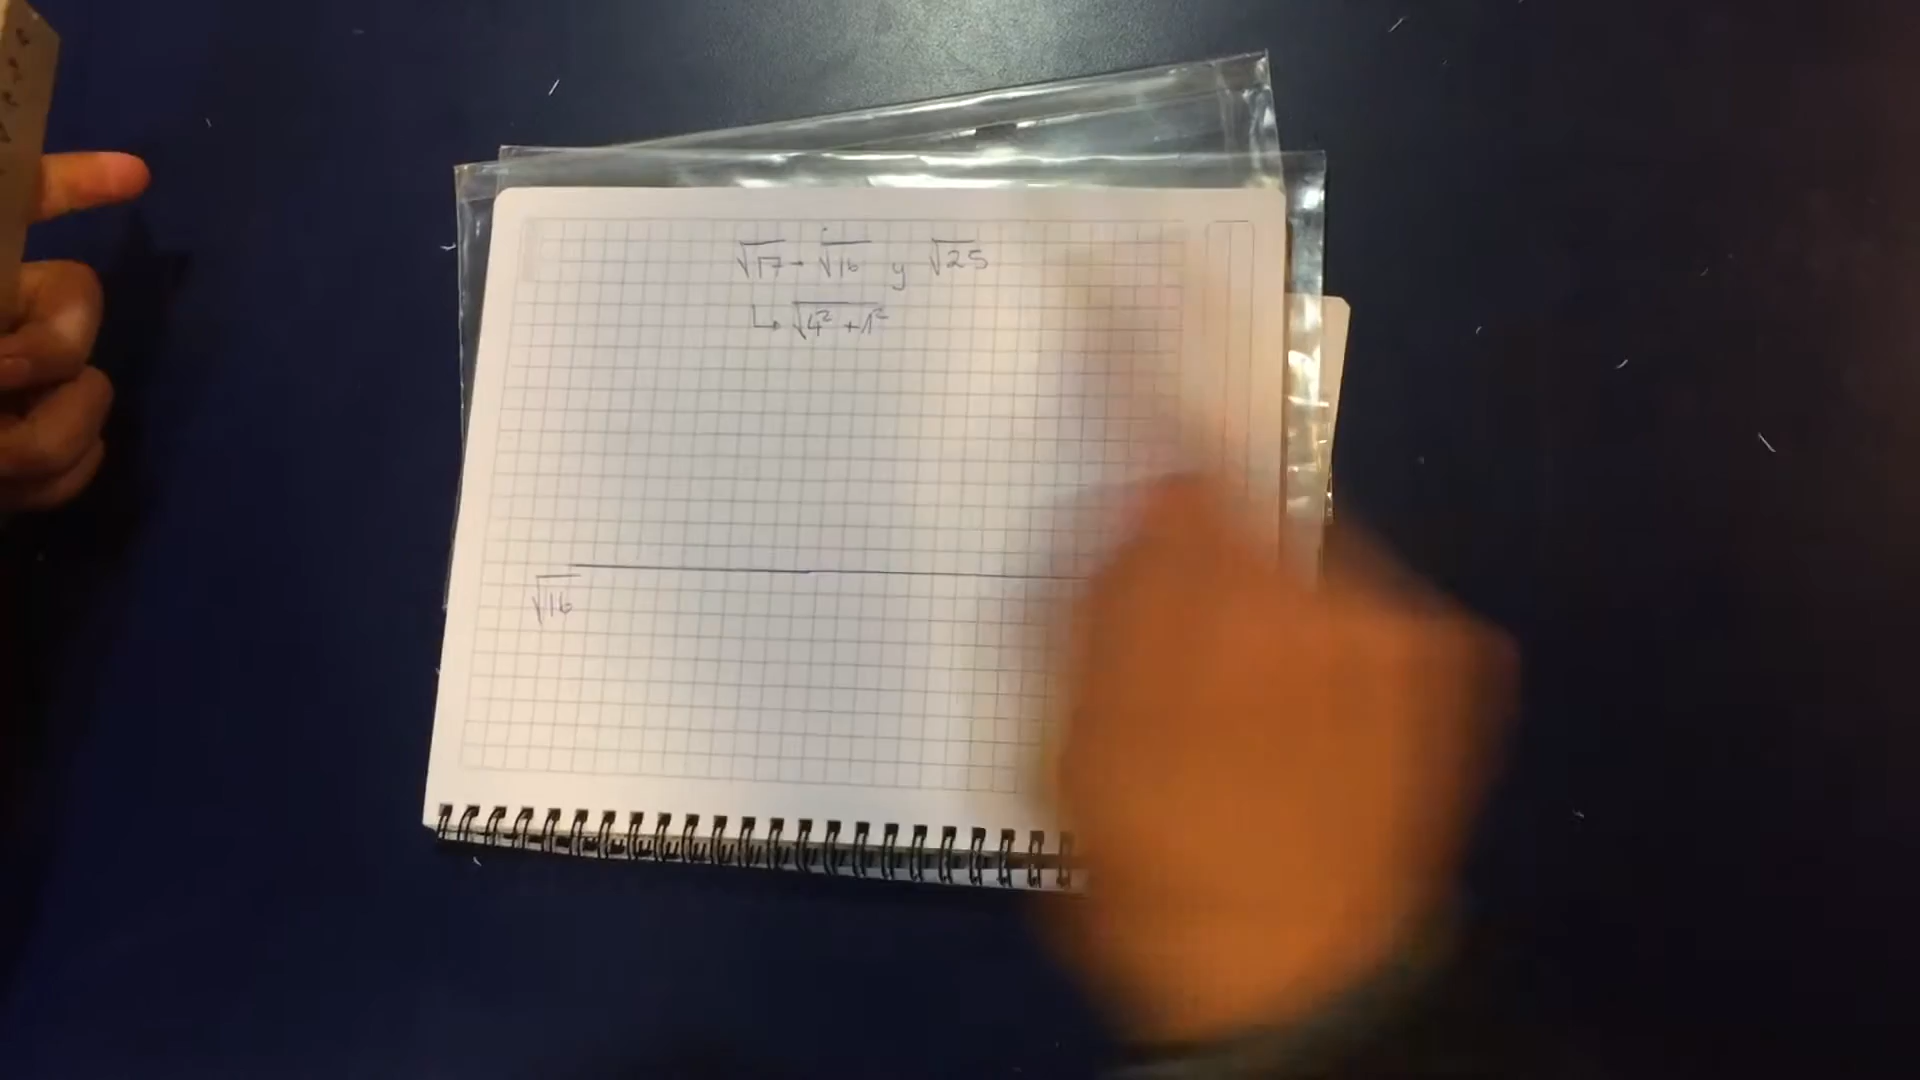 √17 → √16 y √25
↳ √4² + 1²
√16